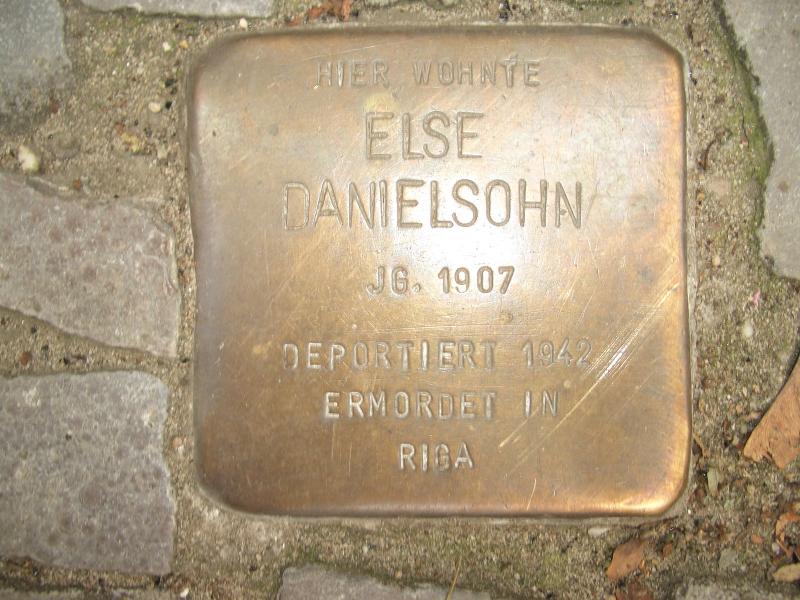 HIER WOHNTE
ELSE
DANIELSOHN
JG. 1907
DEPORTIERT 1942
ERMORDET IN
RIGA